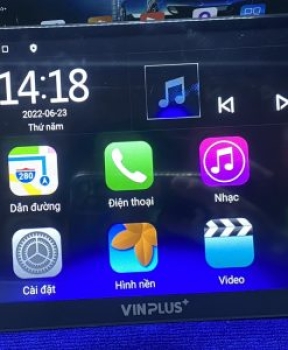 14:18
2022-06-23
Thứ năm
280
Dẫn đường
Điện thoại
Nhạc
Cài đặt
Hình nền
Video
VINPLUS+